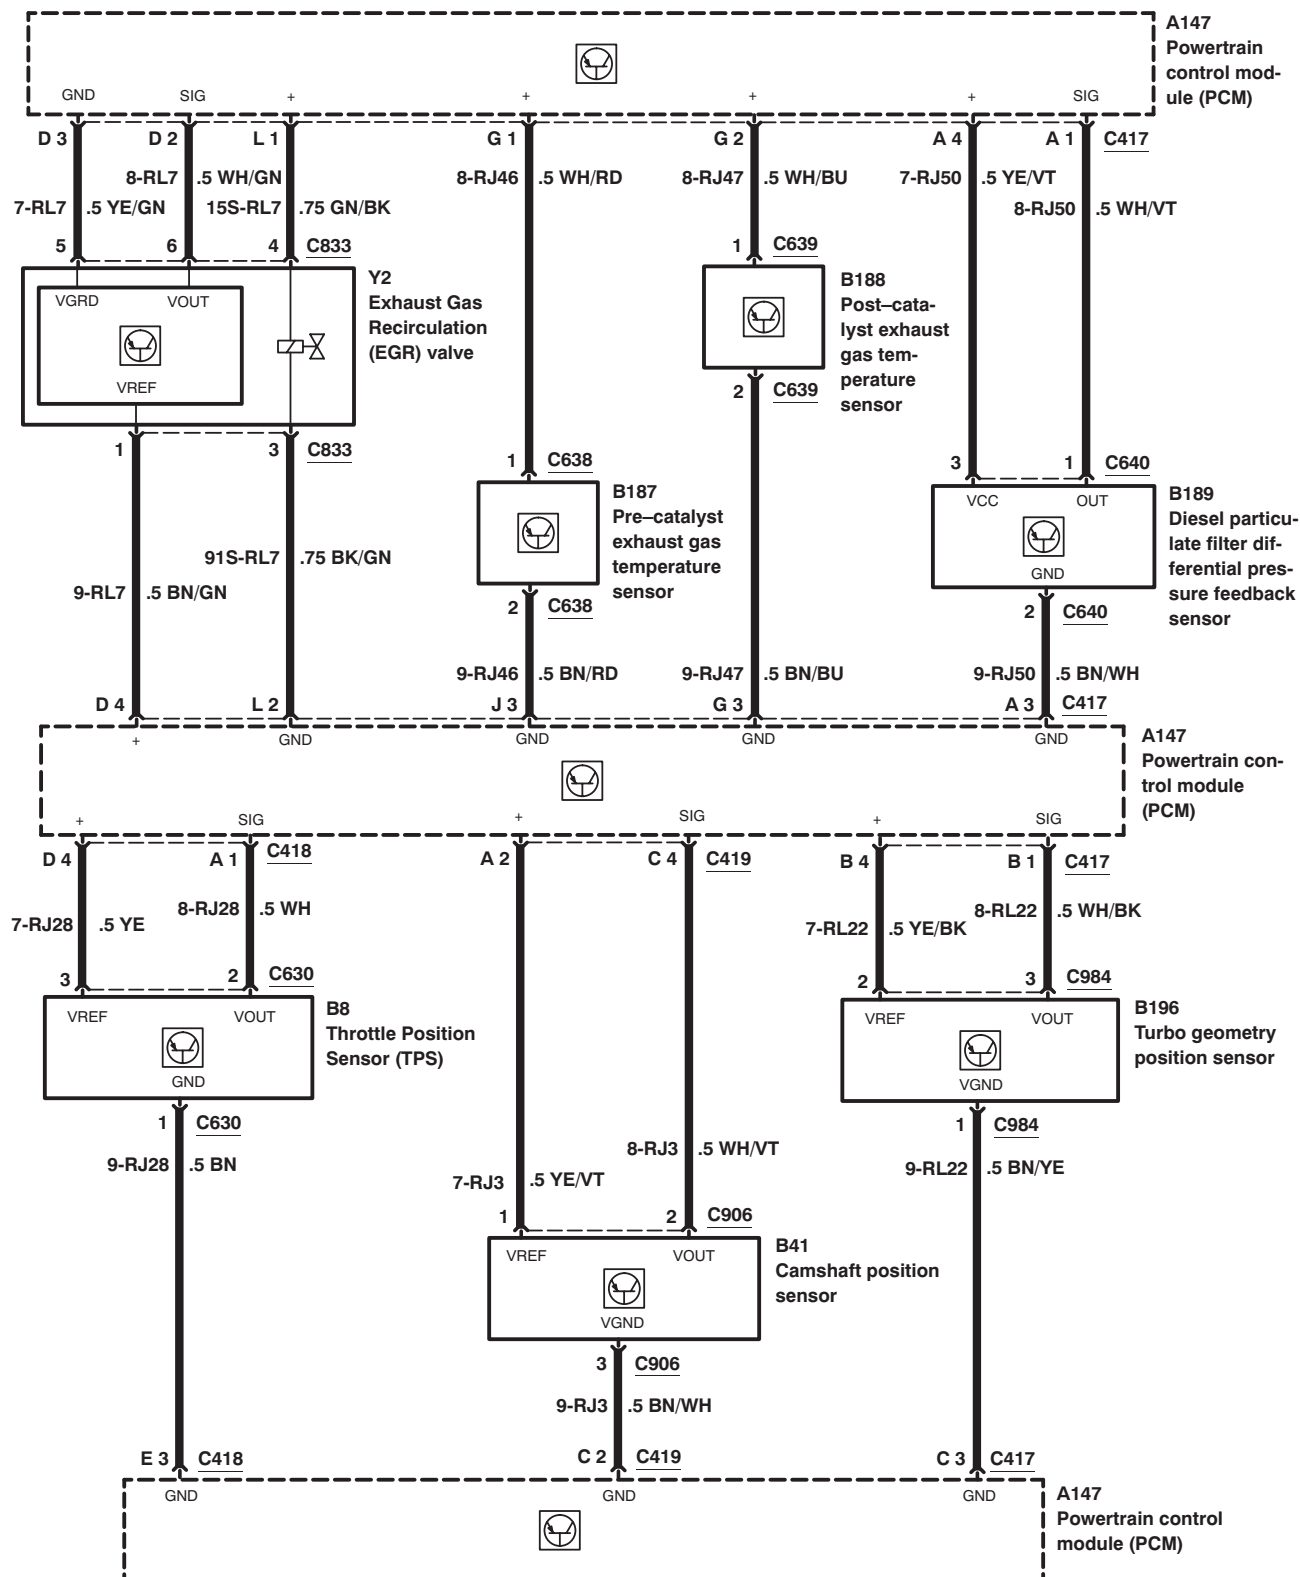 A147
Powertrain
control mod-
ule (PCM)
GND SIG + + + + SIG
D 3 D 2 L 1 G 1 G 2 A 4 A 1 C417
8-RL7 .5 WH/GN 8-RJ46 .5 WH/RD 8-RJ47 .5 WH/BU 7-RJ50 .5 YE/VT
7-RL7 .5 YE/GN 15S-RL7 .75 GN/BK 8-RJ50 .5 WH/VT
5 6 4 C833 1 C639
Y2
Exhaust Gas
Recirculation
(EGR) valve
VGRD VOUT
VREF
B188
Post–cata-
lyst exhaust
gas tem-
perature
sensor
2 C639
1 3 C833 1 C638 3 1 C640
B187
Pre–catalyst
exhaust gas
temperature
sensor
VCC OUT
GND
B189
Diesel particu-
late filter dif-
ferential pres-
sure feedback
sensor
91S-RL7 .75 BK/GN
9-RL7 .5 BN/GN
2 C638 2 C640
9-RJ46 .5 BN/RD 9-RJ47 .5 BN/BU 9-RJ50 .5 BN/WH
D 4 L 2 J 3 G 3 A 3 C417
+ GND GND GND GND
A147
Powertrain con-
trol module
(PCM)
+ SIG + SIG + SIG
D 4 A 1 C418 A 2 C 4 C419 B 4 B 1 C417
8-RJ28 .5 WH 8-RL22 .5 WH/BK
7-RJ28 .5 YE 7-RL22 .5 YE/BK
3 2 C630 2 3 C984
VREF VOUT
GND
B8
Throttle Position
Sensor (TPS)
VREF VOUT
VGND
B196
Turbo geometry
position sensor
1 C630 1 C984
9-RJ28 .5 BN 8-RJ3 .5 WH/VT 9-RL22 .5 BN/YE
7-RJ3 .5 YE/VT
1 2 C906
VREF VOUT
VGND
B41
Camshaft position
sensor
3 C906
9-RJ3 .5 BN/WH
E 3 C418 C 2 C419 C 3 C417
GND GND GND
A147
Powertrain control
module (PCM)